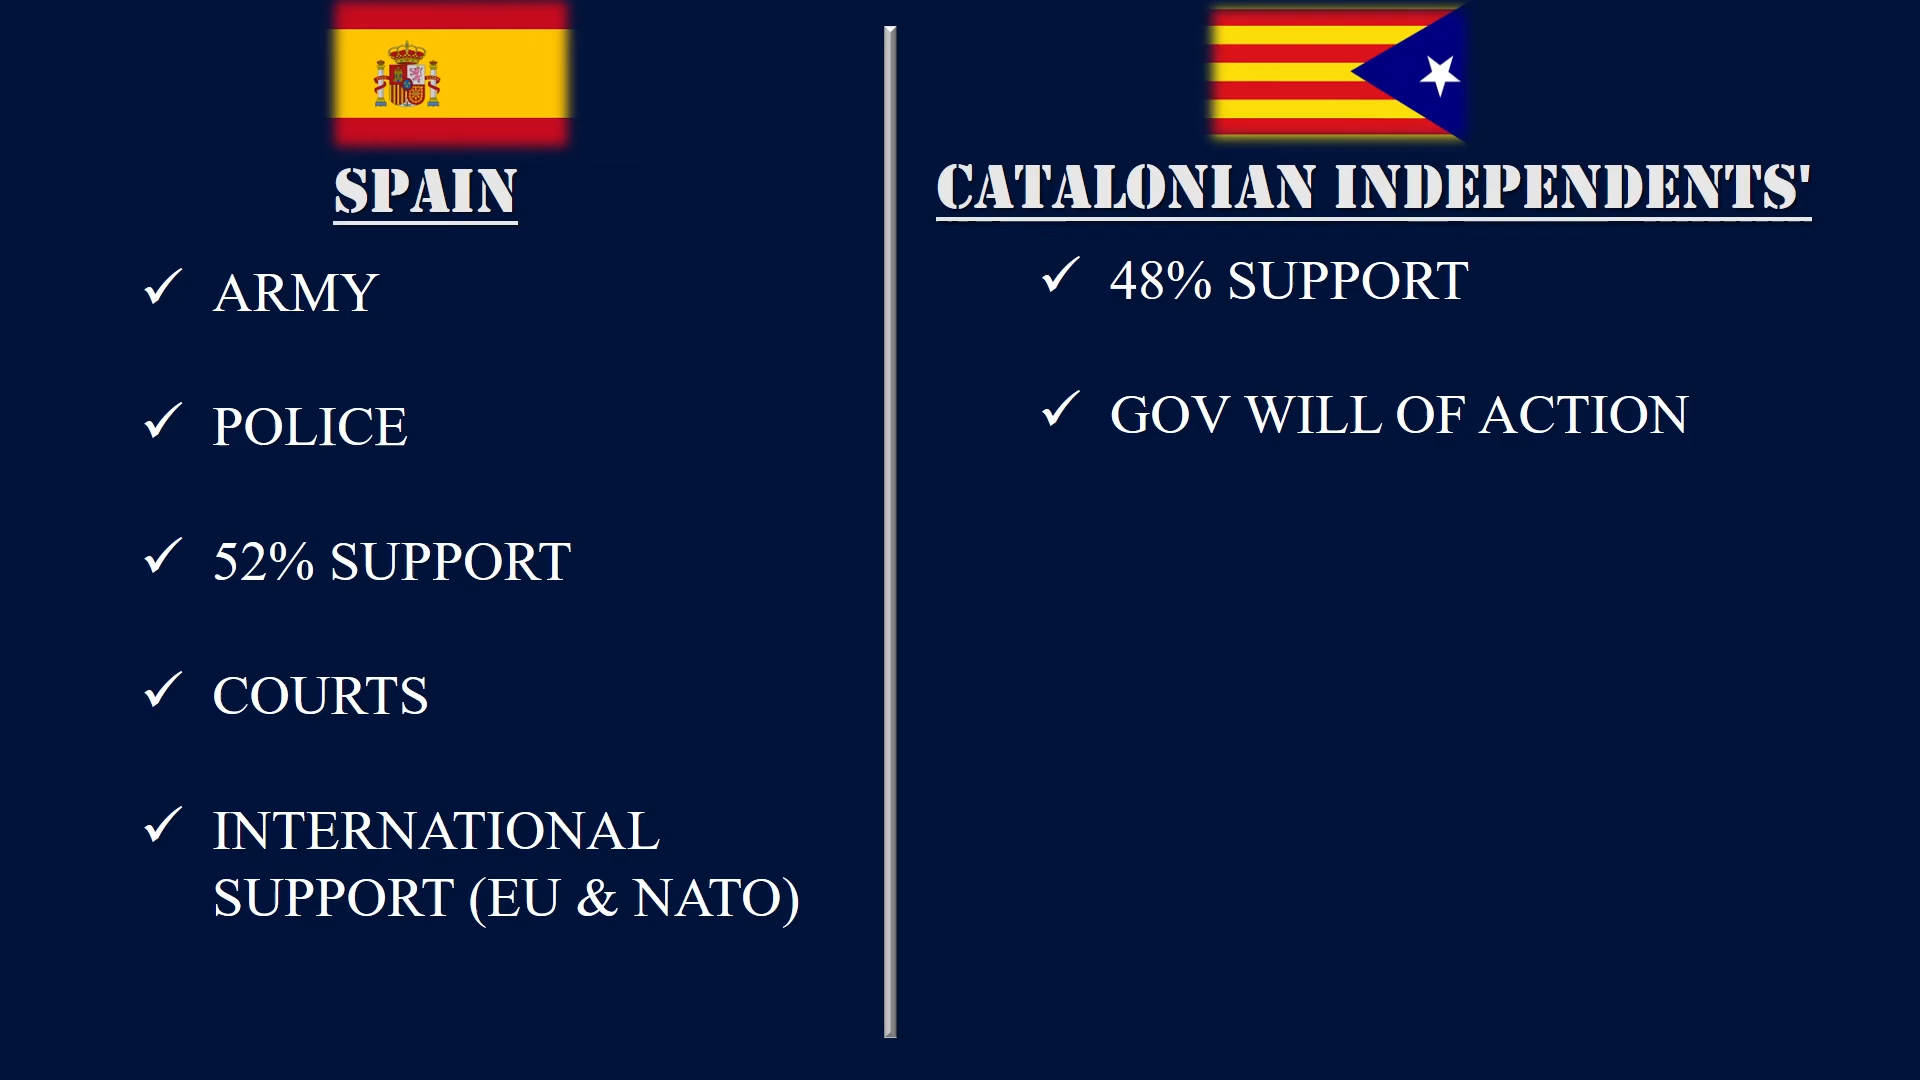 SPAIN
✓ ARMY
✓ POLICE
✓ 52% SUPPORT
✓ COURTS
✓ INTERNATIONAL
SUPPORT (EU & NATO)
CATALONIAN INDEPENDENTS'
✓ 48% SUPPORT
✓ GOV WILL OF ACTION